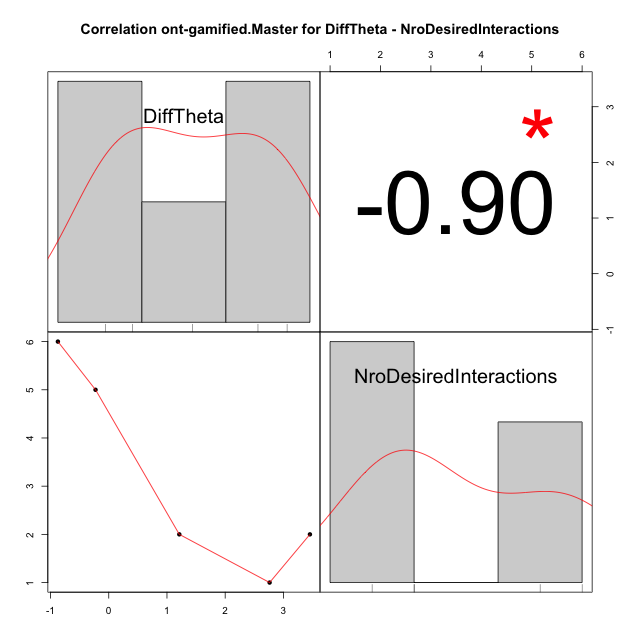 Correlation ont-gamified.Master for DiffTheta - NroDesiredInteractions
1 2 3 4 5 6
DiffTheta
*
-0.90
3
2
1
0
-1
NroDesiredInteractions
6
5
4
3
2
1
-1 0 1 2 3